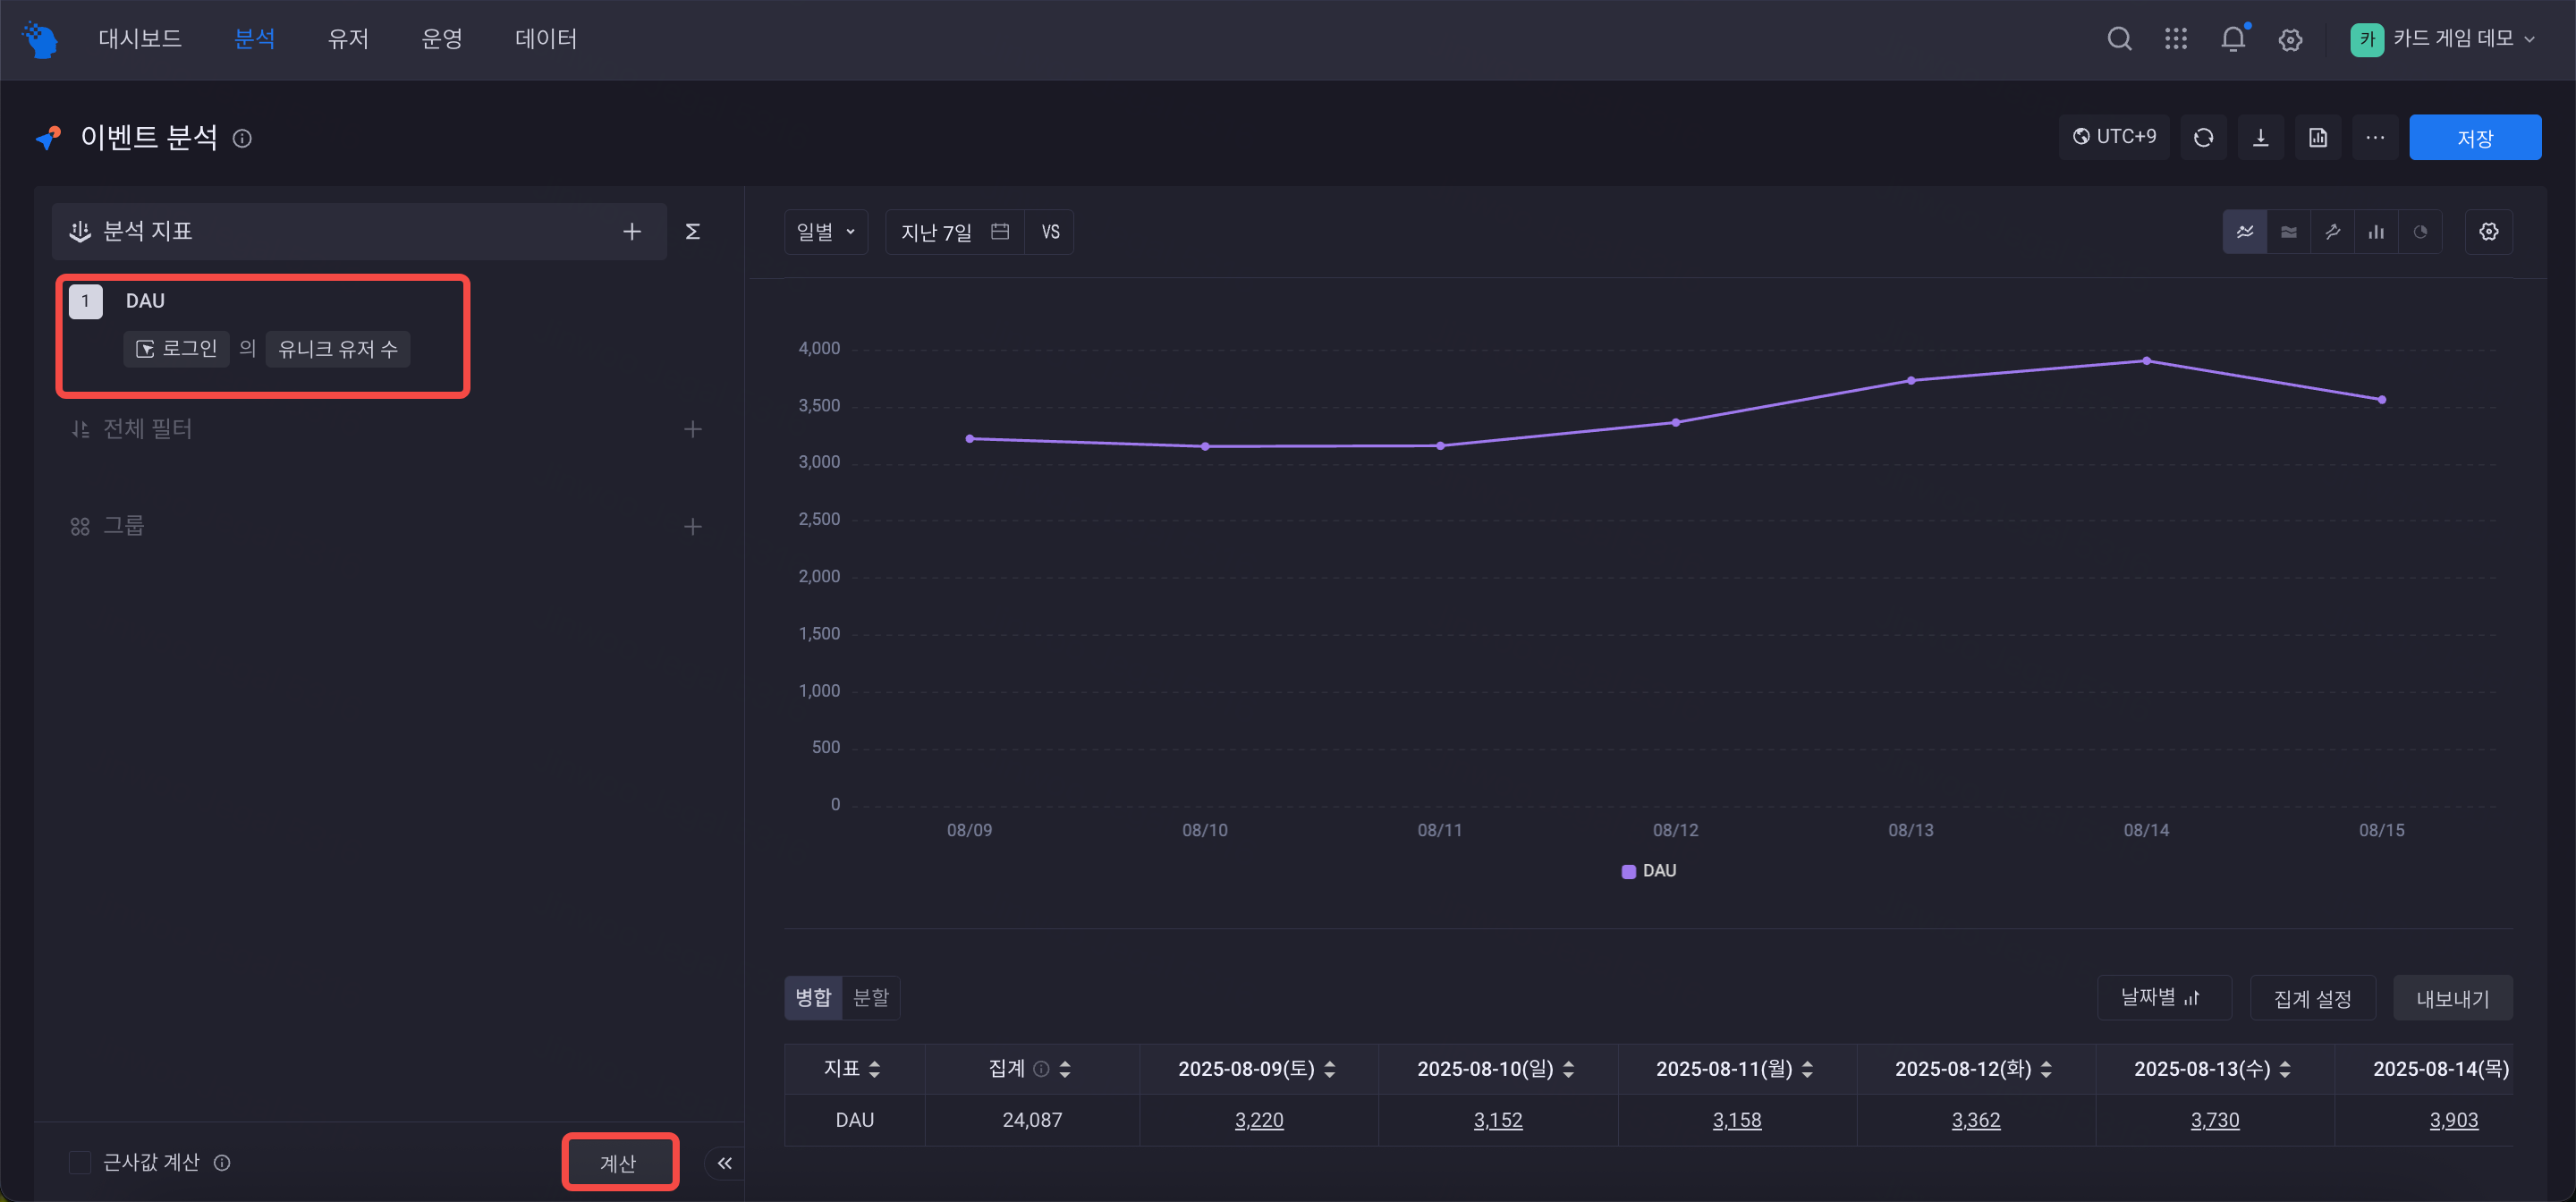 대시보드 분석 유저 운영 데이터 카 카드 게임 데모
이벤트 분석 UTC+9 저장
분석 지표
1 DAU
로그인 의 유니크 유저 수
전체 필터
그룹
근사값 계산 계산
일별 지난 7일 VS
4,000
3,500
3,000
2,500
2,000
1,500
1,000
500
0
08/09 08/10 08/11 08/12 08/13 08/14 08/15
DAU
병합 분할 날짜별 집계 설정 내보내기
지표 집계 2025-08-09(토) 2025-08-10(일) 2025-08-11(월) 2025-08-12(화) 2025-08-13(수) 2025-08-14(목)
DAU 24,087 3,220 3,152 3,158 3,362 3,730 3,903